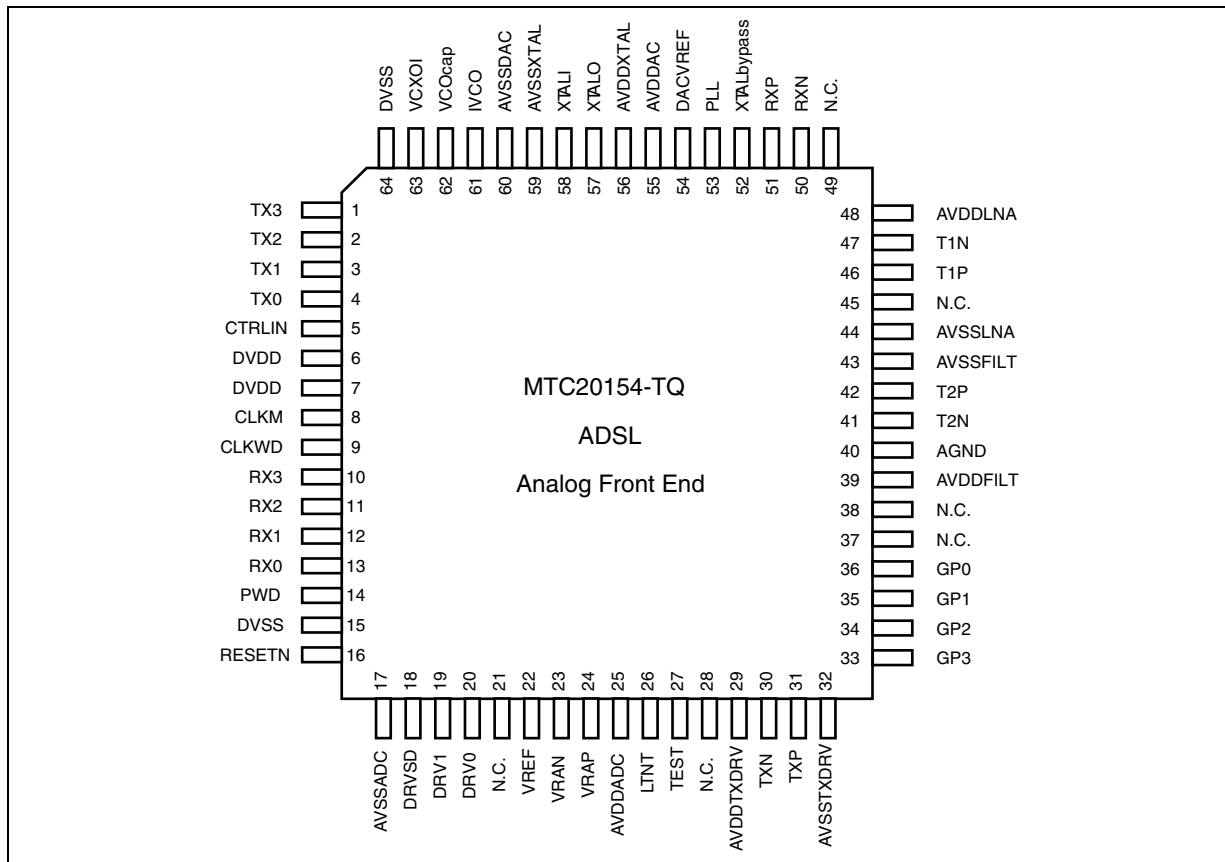 DVSS
VCXOI
VCOcap
IVCO
AVSSDAC
AVSSXTAL
XTALI
XTALO
AVDDXTAL
AVDDAC
DACVREF
PLL
XTALbypass
RXP
RXN
N.C.
64
63
62
61
60
59
58
57
56
55
54
53
52
51
50
49
TX3 1
TX2 2
TX1 3
TX0 4
CTRLIN 5
DVDD 6
DVDD 7
CLKM 8
CLKWD 9
RX3 10
RX2 11
RX1 12
RX0 13
PWD 14
DVSS 15
RESETN 16
MTC20154-TQ
ADSL
Analog Front End
48 AVDDLNA
47 T1N
46 T1P
45 N.C.
44 AVSSLNA
43 AVSSFILT
42 T2P
41 T2N
40 AGND
39 AVDDFILT
38 N.C.
37 N.C.
36 GP0
35 GP1
34 GP2
33 GP3
17
18
19
20
21
22
23
24
25
26
27
28
29
30
31
32
AVSSADC
DRVSD
DRV1
DRV0
N.C.
VREF
VRAN
VRAP
AVDDADC
LTNT
TEST
N.C.
AVDDTXDRV
TXN
TXP
AVSSTXDRV